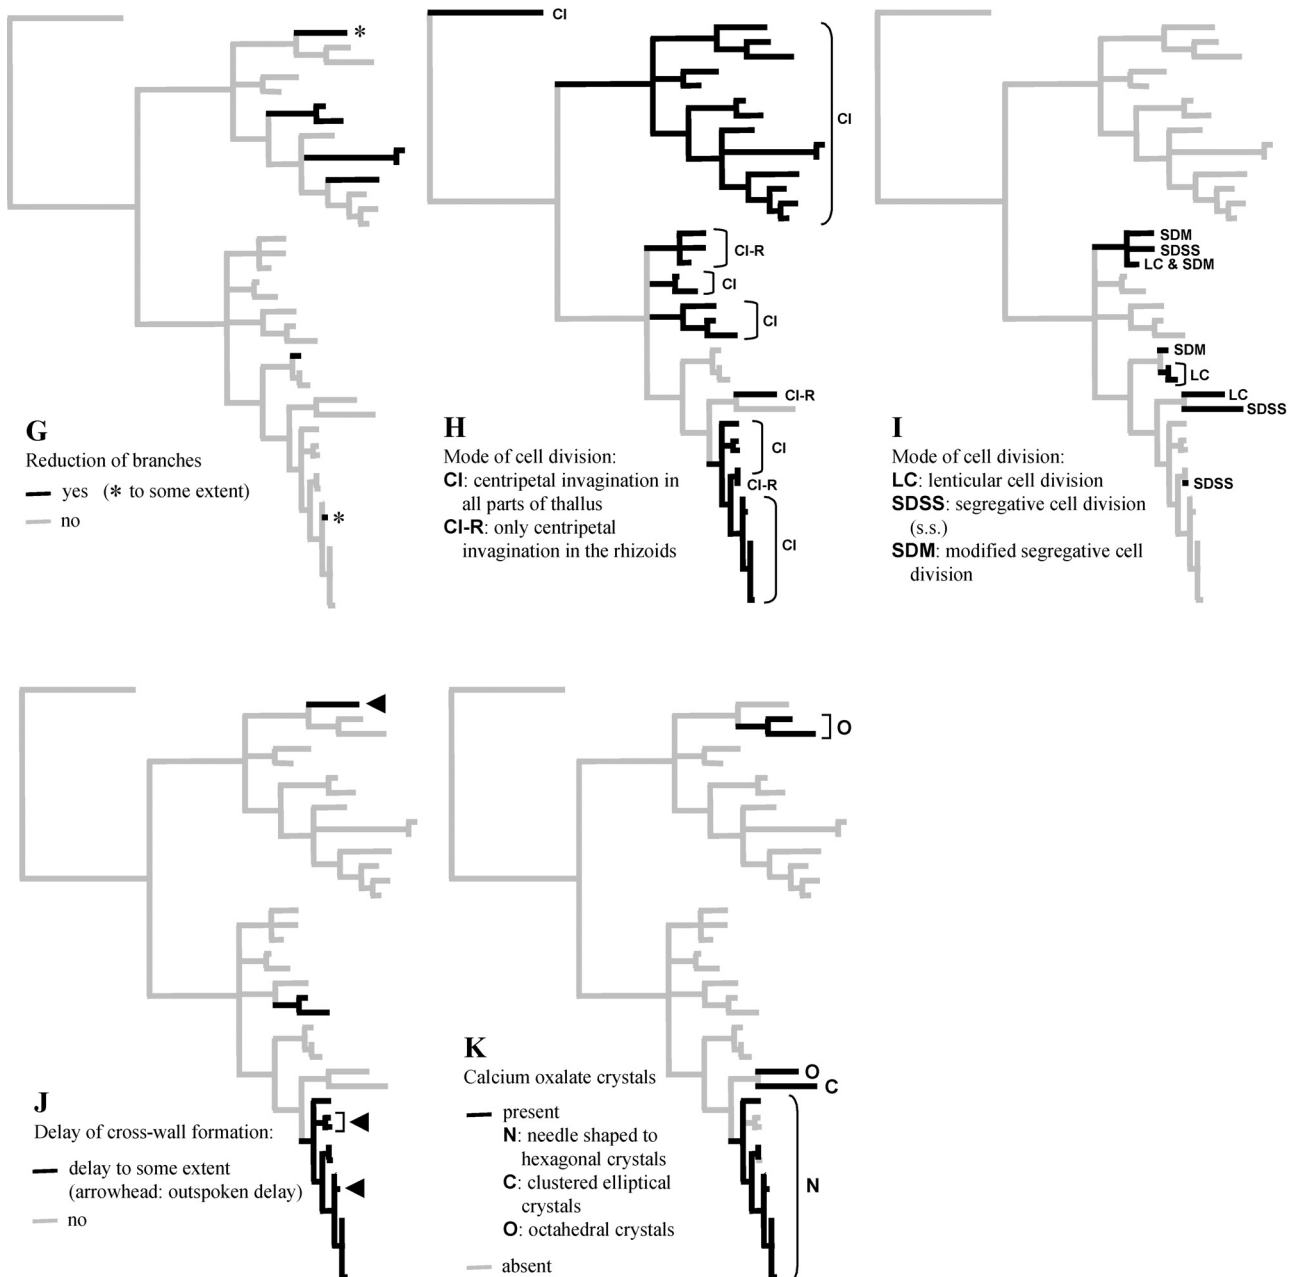 *
*
G
Reduction of branches
yes (* to some extent)
no
CI
CI
CI-R
CI
CI
CI-R
CI
CI-R
CI
H
Mode of cell division:
CI: centripetal invagination in
all parts of thallus
CI-R: only centripetal
invagination in the rhizoids
SDM
SDSS
LC & SDM
SDM
LC
LC
SDSS
SDSS
I
Mode of cell division:
LC: lenticular cell division
SDSS: segregative cell division
(s.s.)
SDM: modified segregative cell
division
J
Delay of cross-wall formation:
delay to some extent
(arrowhead: outspoken delay)
no
O
O
C
N
K
Calcium oxalate crystals
present
N: needle shaped to
hexagonal crystals
C: clustered elliptical
crystals
O: octahedral crystals
absent